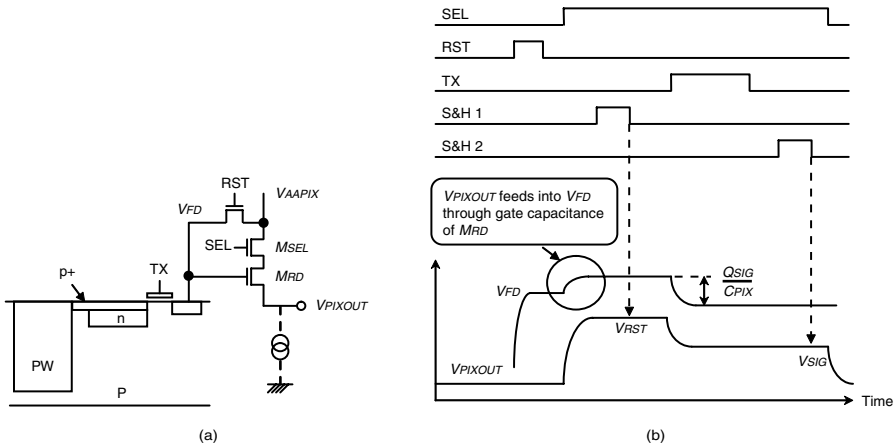 RST
VAAPIX
VFD
SEL
MSEL
p+
TX
MRD
VPIXOUT
n
PW
P
(a)
SEL
RST
TX
S&H 1
S&H 2
VPIXOUT feeds into VFD
through gate capacitance
of MRD
VFD
QSIG
CPIX
VRST
VPIXOUT
VSIG
Time
(b)